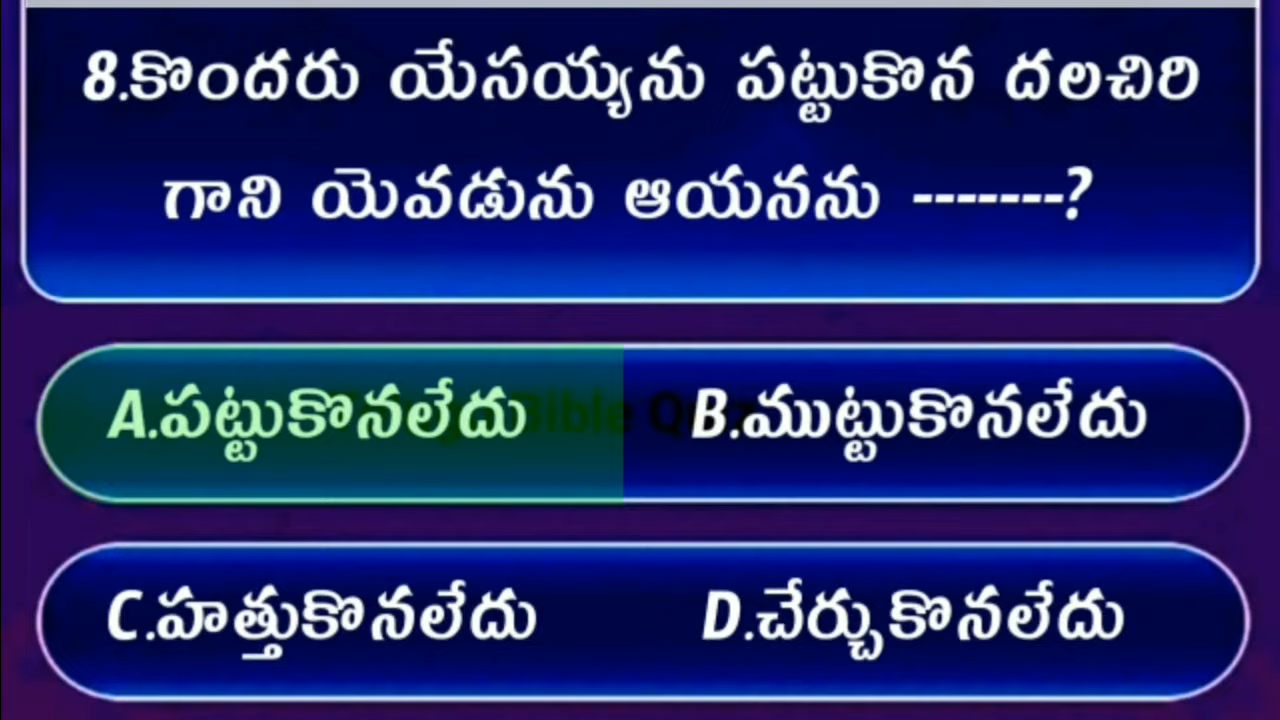 8.కొందరు యేసయ్యను పట్టుకొన దలచిరి
గాని యెవడును ఆయనను -------?
A.పట్టుకొనలేదు B.ముట్టుకొనలేదు
C.హత్తుకొనలేదు D.చేర్చుకొనలేదు